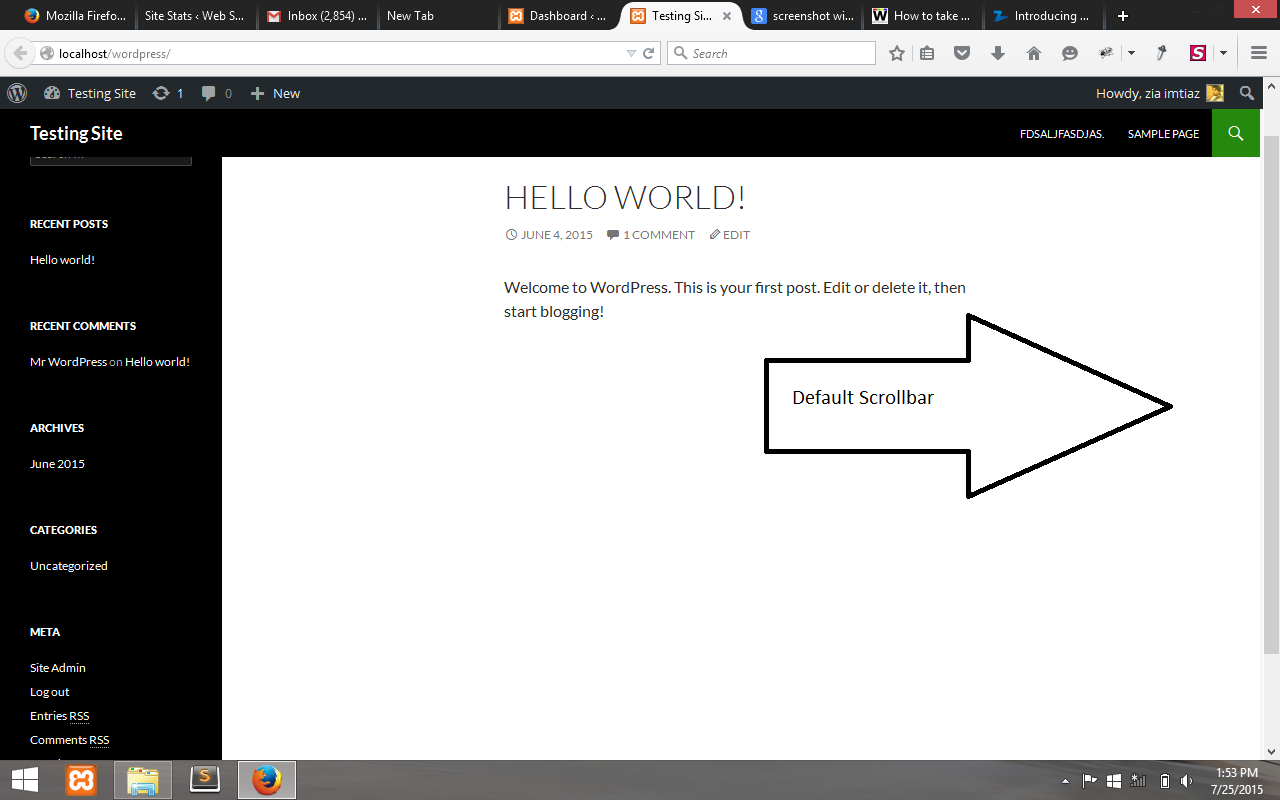 Mozilla Firefo...
Site Stats ‹ Web S...
Inbox (2,854) ...
New Tab
Dashboard ‹ ...
Testing Si...
screenshot wi...
How to take ...
Introducing ...
localhost/wordpress/
Search
Testing Site
1
0
New
Howdy, zia imtiaz
Testing Site
FDSALJFASDJAS.
SAMPLE PAGE
Search …
RECENT POSTS
Hello world!
RECENT COMMENTS
Mr WordPress on Hello world!
ARCHIVES
June 2015
CATEGORIES
Uncategorized
META
Site Admin
Log out
Entries RSS
Comments RSS
HELLO WORLD!
JUNE 4, 2015
1 COMMENT
EDIT
Welcome to WordPress. This is your first post. Edit or delete it, then
start blogging!
Default Scrollbar
1:53 PM
7/25/2015